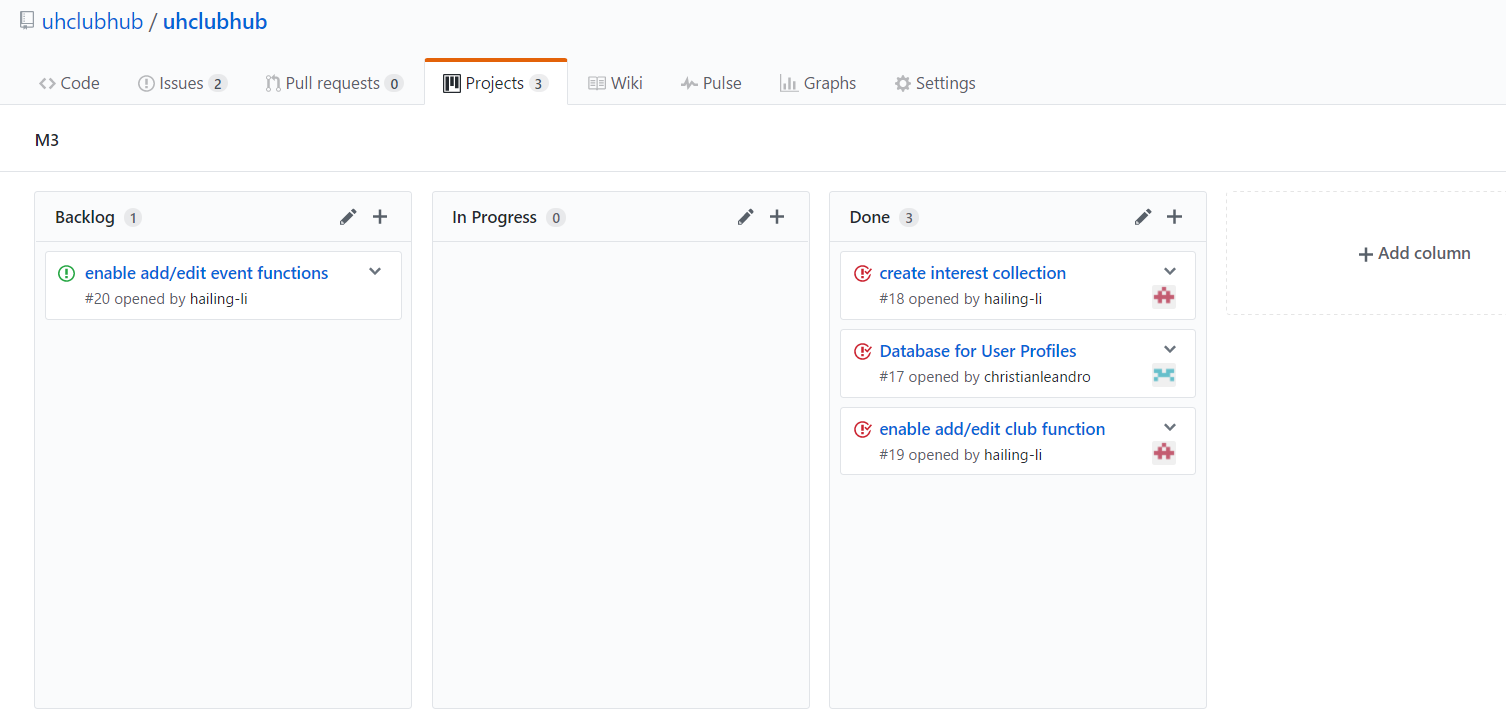 uhclubhub / uhclubhub
Code Issues 2 Pull requests 0 Projects 3 Wiki Pulse Graphs Settings
M3
Backlog 1
enable add/edit event functions
#20 opened by hailing-li
In Progress 0
Done 3
create interest collection
#18 opened by hailing-li
Database for User Profiles
#17 opened by christianleandro
enable add/edit club function
#19 opened by hailing-li
Add column